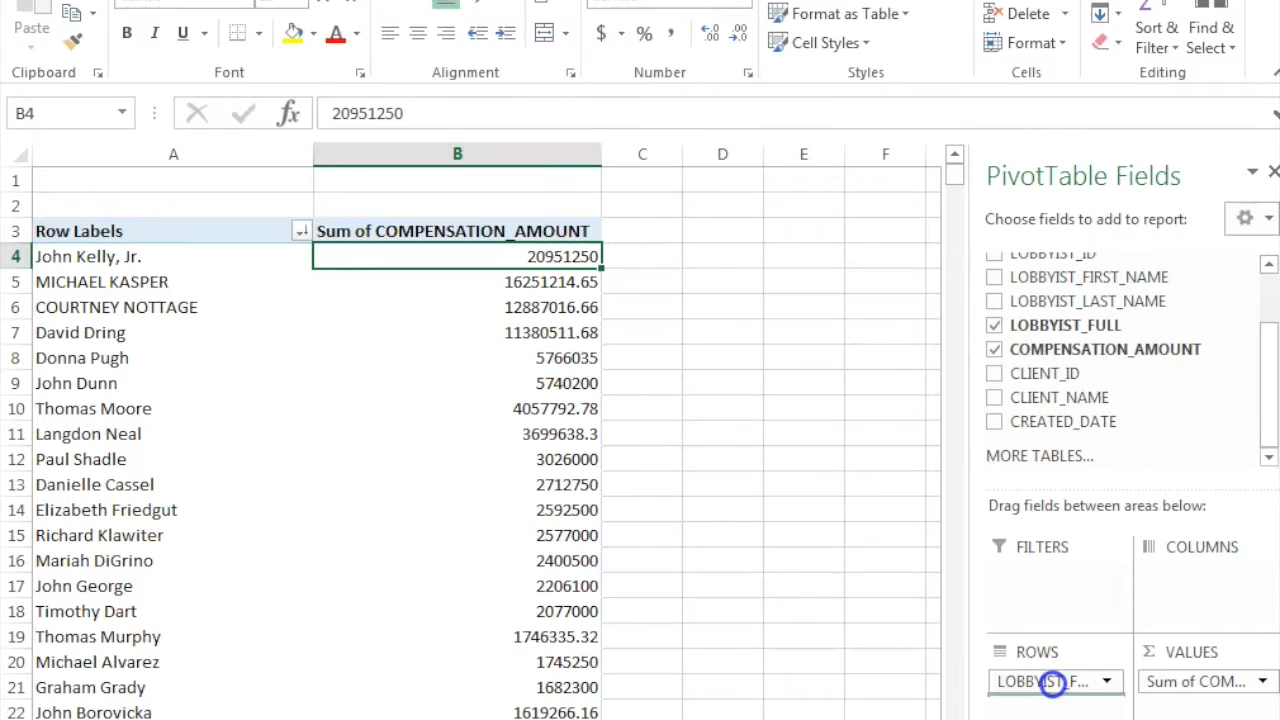 Paste
B I U
A
$ % ,
Format as Table
Cell Styles
Delete
Format
Sort & Find &
Filter Select
Clipboard
Font
Alignment
Number
Styles
Cells
Editing
B4
fx
20951250
A B C D E F
1
2
3 Row Labels Sum of COMPENSATION_AMOUNT
4 John Kelly, Jr. 20951250
5 MICHAEL KASPER 16251214.65
6 COURTNEY NOTTAGE 12887016.66
7 David Dring 11380511.68
8 Donna Pugh 5766035
9 John Dunn 5740200
10 Thomas Moore 4057792.78
11 Langdon Neal 3699638.3
12 Paul Shadle 3026000
13 Danielle Cassel 2712750
14 Elizabeth Friedgut 2592500
15 Richard Klawiter 2577000
16 Mariah DiGrino 2400500
17 John George 2206100
18 Timothy Dart 2077000
19 Thomas Murphy 1746335.32
20 Michael Alvarez 1745250
21 Graham Grady 1682300
22 John Borovicka 1619266.16
PivotTable Fields
Choose fields to add to report:
LOBBYIST_ID
LOBBYIST_FIRST_NAME
LOBBYIST_LAST_NAME
LOBBYIST_FULL
COMPENSATION_AMOUNT
CLIENT_ID
CLIENT_NAME
CREATED_DATE
MORE TABLES...
Drag fields between areas below:
FILTERS
COLUMNS
ROWS
Σ VALUES
LOBBYIST_F...
Sum of COM...